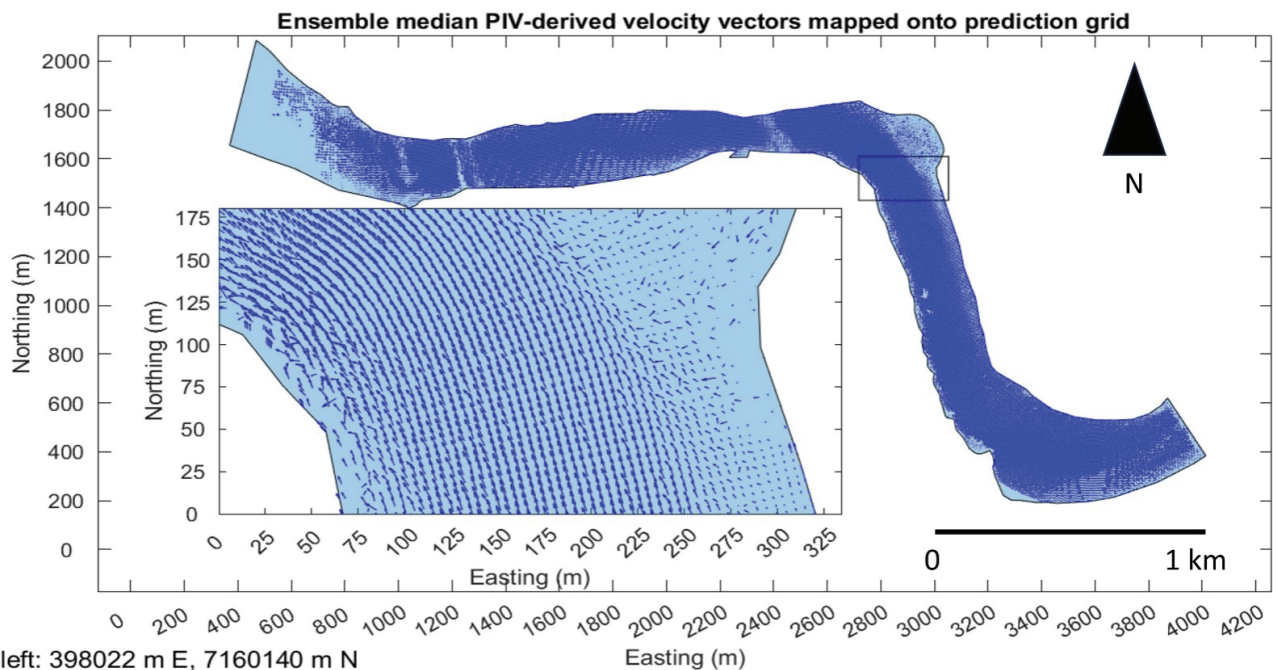 Ensemble median PIV-derived velocity vectors mapped onto prediction grid
2000
1800
1600
1400
1200
1000
800
600
400
200
0
Northing (m)
N
175
150
125
100
75
50
25
0
Northing (m)
0 25 50 75 100 125 150 175 200 225 250 275 300 325
Easting (m)
0 1 km
0 200 400 600 800 1000 1200 1400 1600 1800 2000 2200 2400 2600 2800 3000 3200 3400 3600 3800 4000 4200
Easting (m)
left: 398022 m E, 7160140 m N